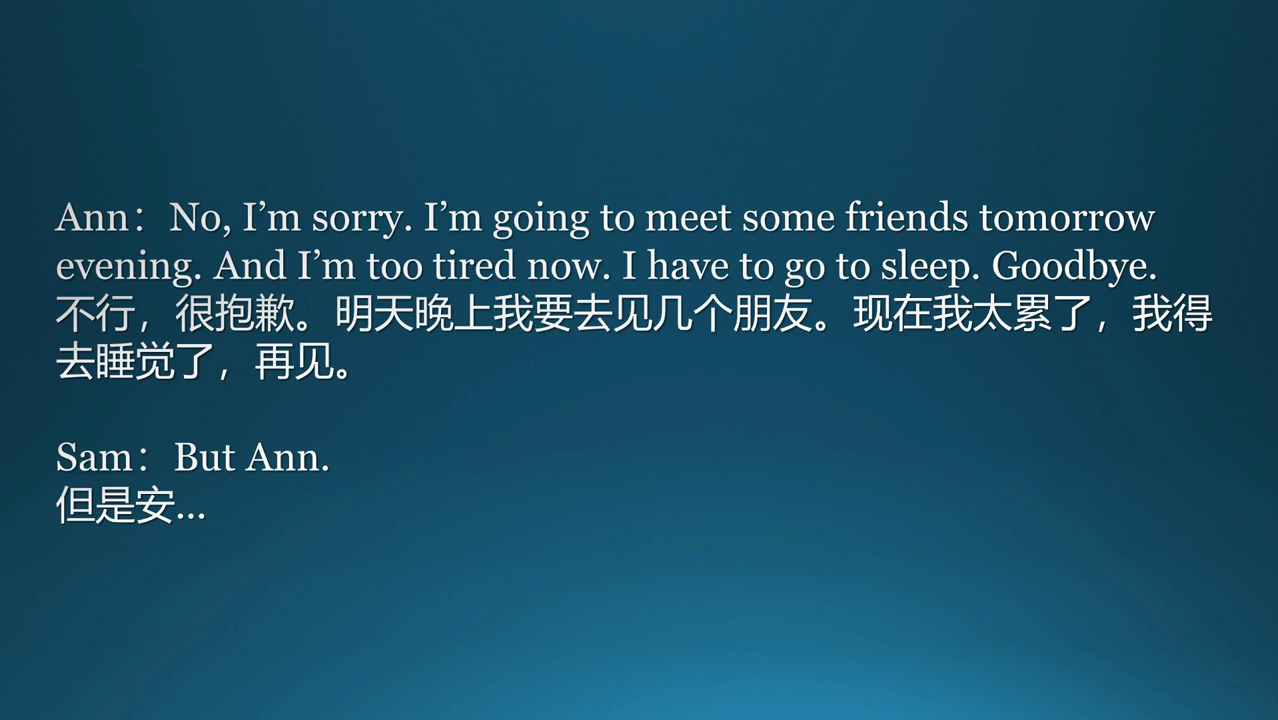 Ann：No, I’m sorry. I’m going to meet some friends tomorrow
evening. And I’m too tired now. I have to go to sleep. Goodbye.
不行，很抱歉。明天晚上我要去见几个朋友。现在我太累了，我得
去睡觉了，再见。
Sam：But Ann.
但是安...